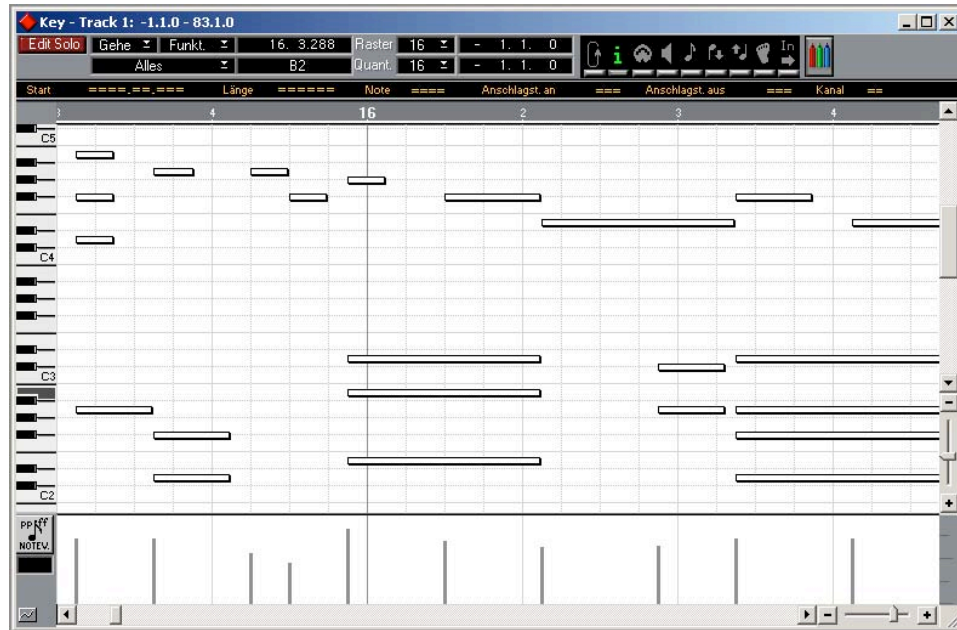 Key - Track 1: -1.1.0 - 83.1.0
Edit Solo Gehe Funkt. 16. 3.288 Raster 16 - 1. 1. 0
Alles B2 Quant. 16 - 1. 1. 0
In
Start ====.==.=== Länge ====== Note ==== Anschlagst. an === Anschlagst. aus === Kanal ==
3 4 16 2 3 4
C5
C4
C3
C2
PP ff
NOTEV.